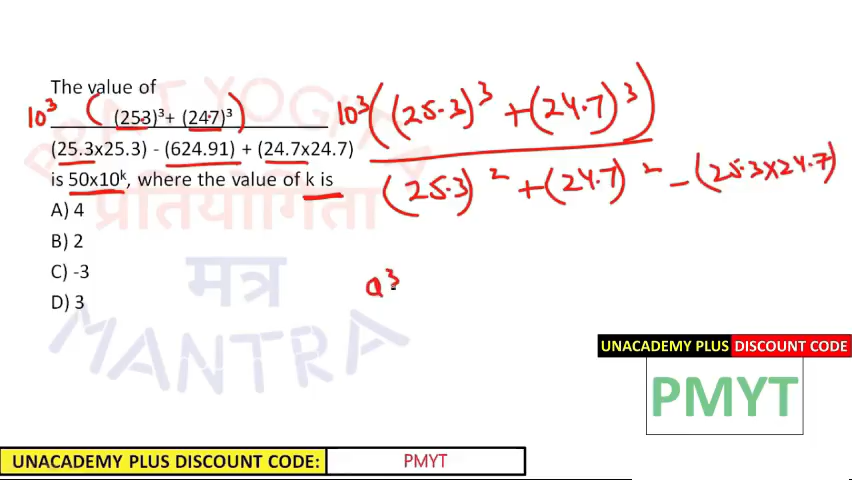 The value of
10³ ( (253)³+ (247)³ )
(25.3x25.3) - (624.91) + (24.7x24.7)
is 50x10ᵏ, where the value of k is
A) 4
B) 2
C) -3
D) 3
10³((25.3)³ + (24.7)³)
(25.3)² + (24.7)² - (25.3x24.7)
a³
PRATIYOGITA
प्रतियोगिता
मंत्र
MANTRA
UNACADEMY PLUS DISCOUNT CODE
PMYT
UNACADEMY PLUS DISCOUNT CODE: PMYT